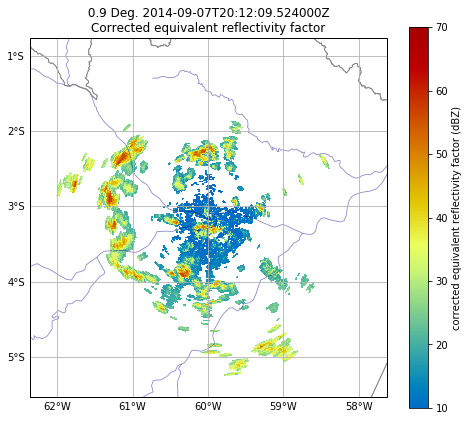 0.9 Deg. 2014-09-07T20:12:09.524000Z
Corrected equivalent reflectivity factor
1°S
2°S
3°S
4°S
5°S
62°W 61°W 60°W 59°W 58°W
70
60
50
40
30
20
10
corrected equivalent reflectivity factor (dBZ)